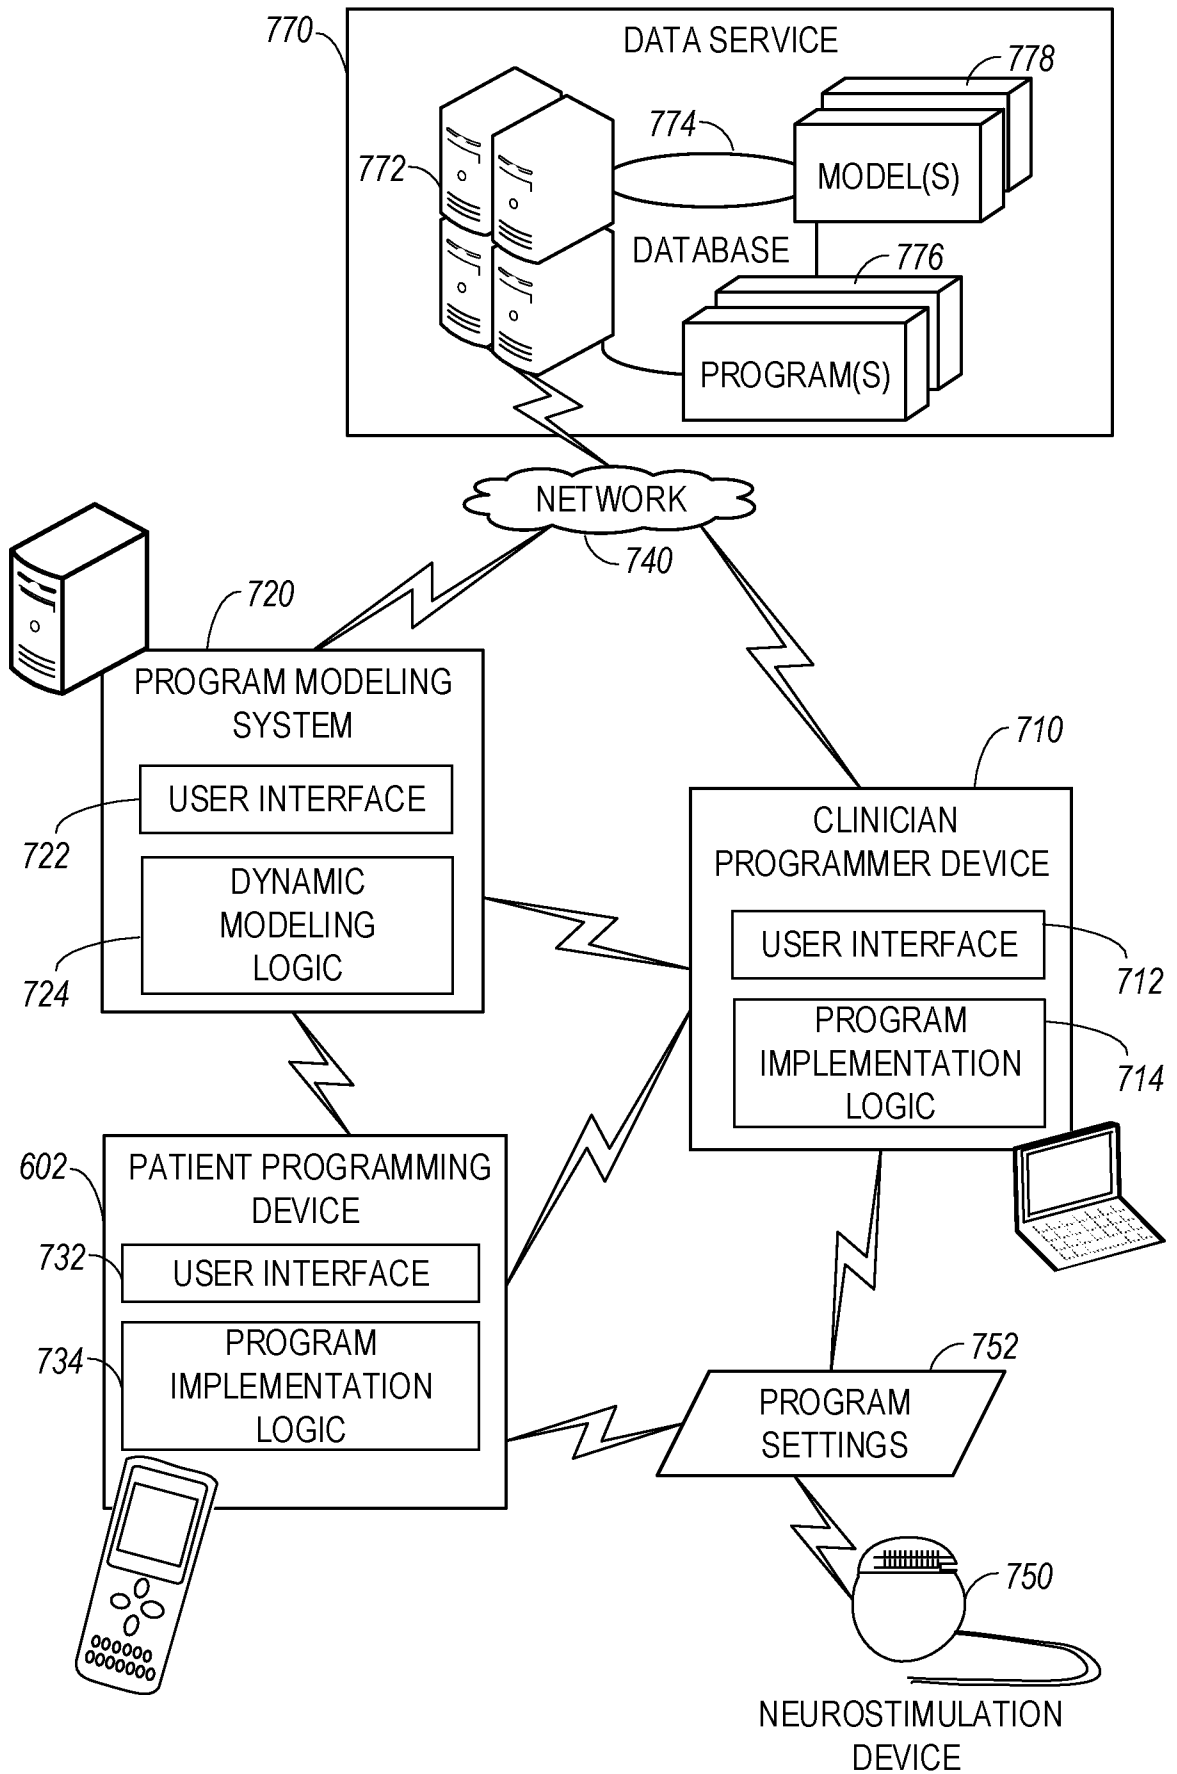 770
DATA SERVICE
778
774
772
MODEL(S)
DATABASE
776
PROGRAM(S)
NETWORK
740
720
PROGRAM MODELING
SYSTEM
USER INTERFACE
722
DYNAMIC
MODELING
LOGIC
724
710
CLINICIAN
PROGRAMMER DEVICE
USER INTERFACE
712
PROGRAM
IMPLEMENTATION
LOGIC
714
602
PATIENT PROGRAMMING
DEVICE
732
USER INTERFACE
734
PROGRAM
IMPLEMENTATION
LOGIC
752
PROGRAM
SETTINGS
750
NEUROSTIMULATION
DEVICE